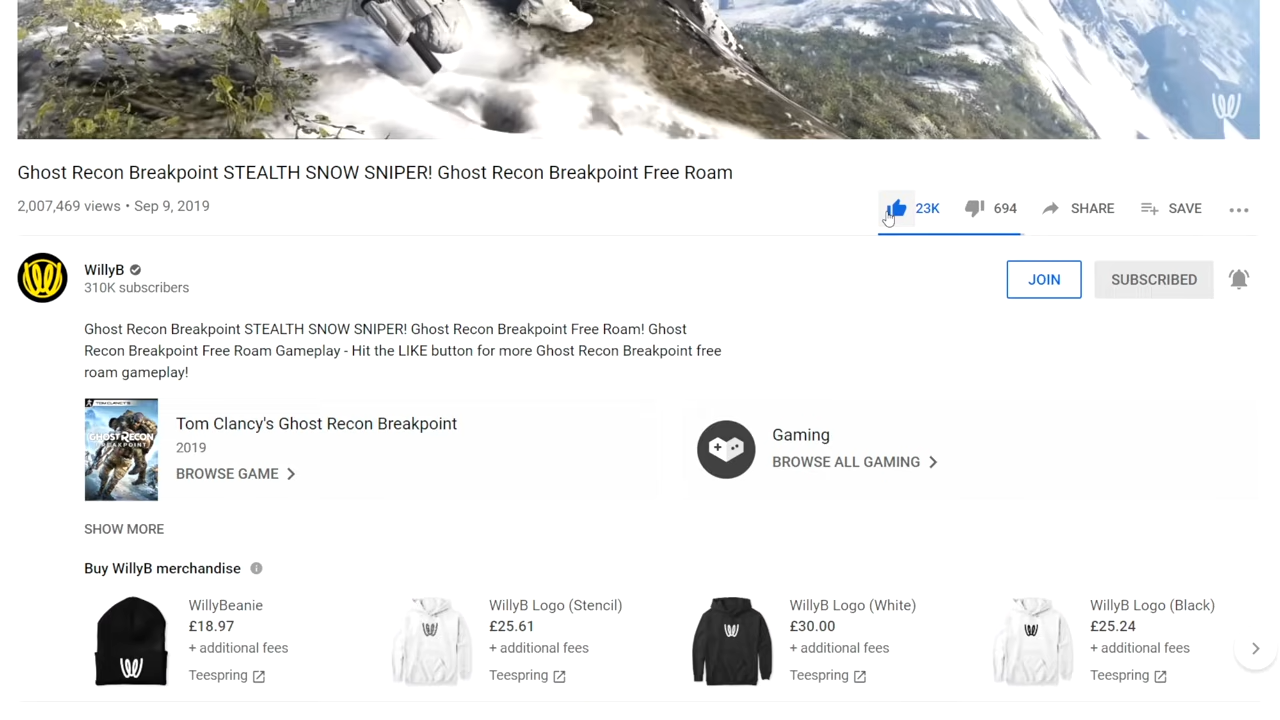 Ghost Recon Breakpoint STEALTH SNOW SNIPER! Ghost Recon Breakpoint Free Roam
2,007,469 views • Sep 9, 2019
23K 694 SHARE SAVE
WillyB
310K subscribers
JOIN SUBSCRIBED
Ghost Recon Breakpoint STEALTH SNOW SNIPER! Ghost Recon Breakpoint Free Roam! Ghost
Recon Breakpoint Free Roam Gameplay - Hit the LIKE button for more Ghost Recon Breakpoint free
roam gameplay!
TOM CLANCY'S
GHOST RECON
BREAKPOINT
Tom Clancy's Ghost Recon Breakpoint
2019
BROWSE GAME
Gaming
BROWSE ALL GAMING
SHOW MORE
Buy WillyB merchandise
WillyBeanie
£18.97
+ additional fees
Teespring
WillyB Logo (Stencil)
£25.61
+ additional fees
Teespring
WillyB Logo (White)
£30.00
+ additional fees
Teespring
WillyB Logo (Black)
£25.24
+ additional fees
Teespring